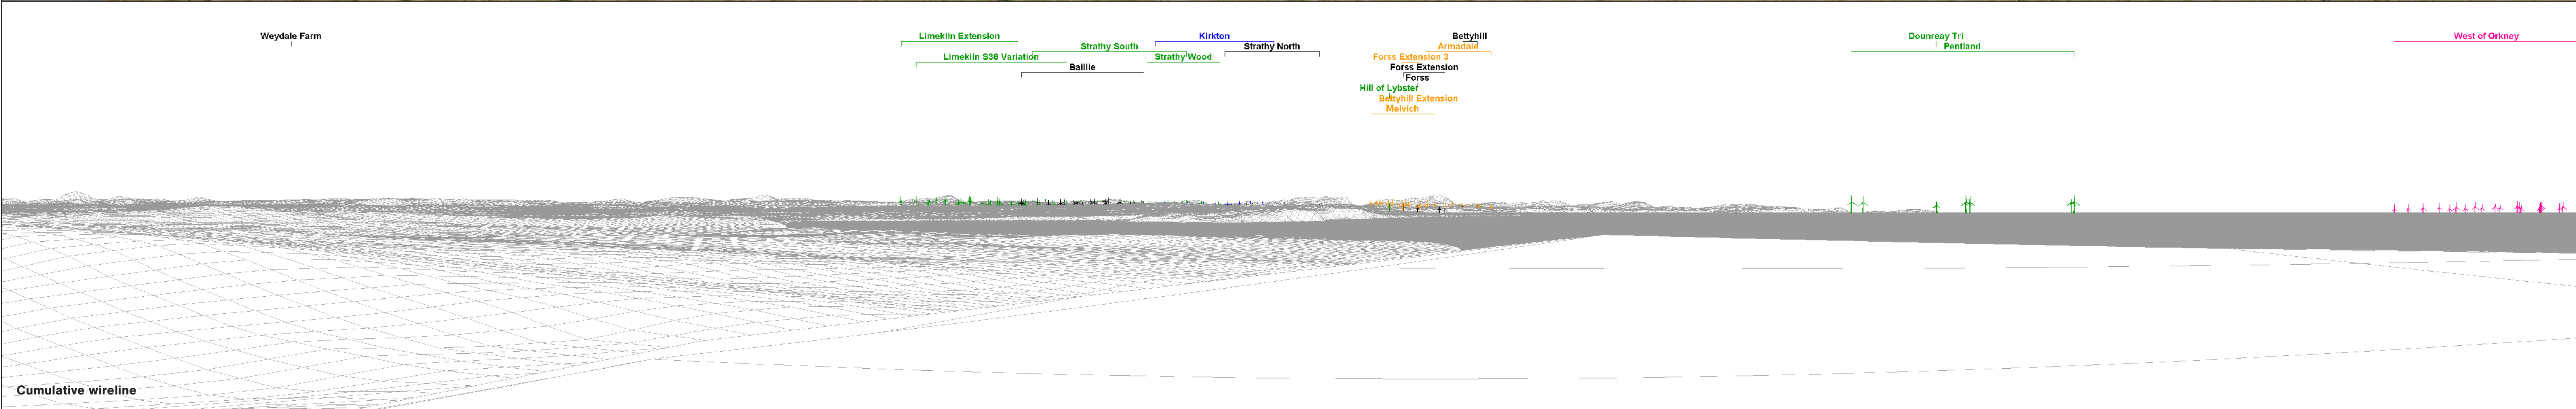 Weydale Farm
Limekiln Extension
Kirkton
Bettyhill
Dounreay Tri
West of Orkney
Strathy South
Strathy North
Armadale
Pentland
Limekiln S36 Variation
Strathy Wood
Forss Extension 3
Baillie
Forss Extension
Forss
Hill of Lybster
Bettyhill Extension
Melvich
Cumulative wireline